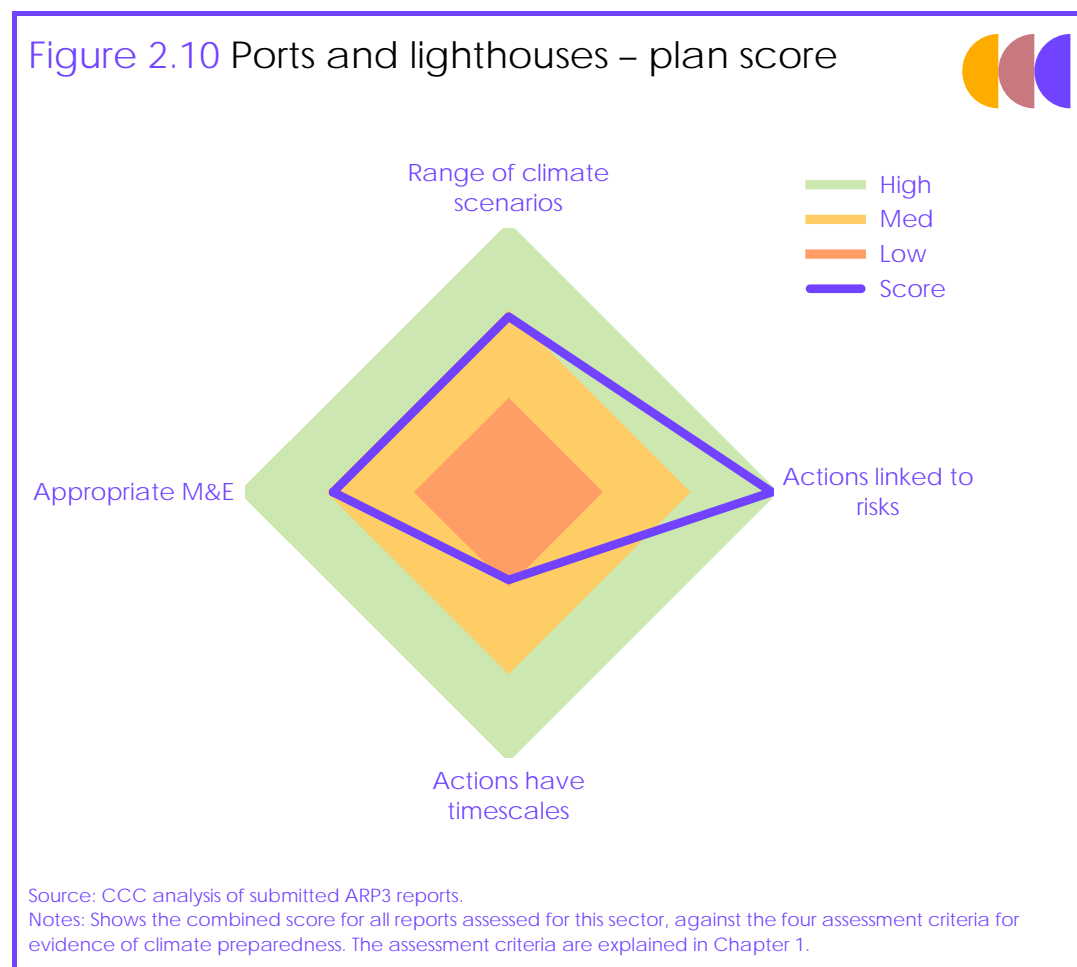 Figure 2.10 Ports and lighthouses – plan score
Range of climate
scenarios
High
Med
Low
Score
Appropriate M&E
Actions linked to
risks
Actions have
timescales
Source: CCC analysis of submitted ARP3 reports.
Notes: Shows the combined score for all reports assessed for this sector, against the four assessment criteria for
evidence of climate preparedness. The assessment criteria are explained in Chapter 1.